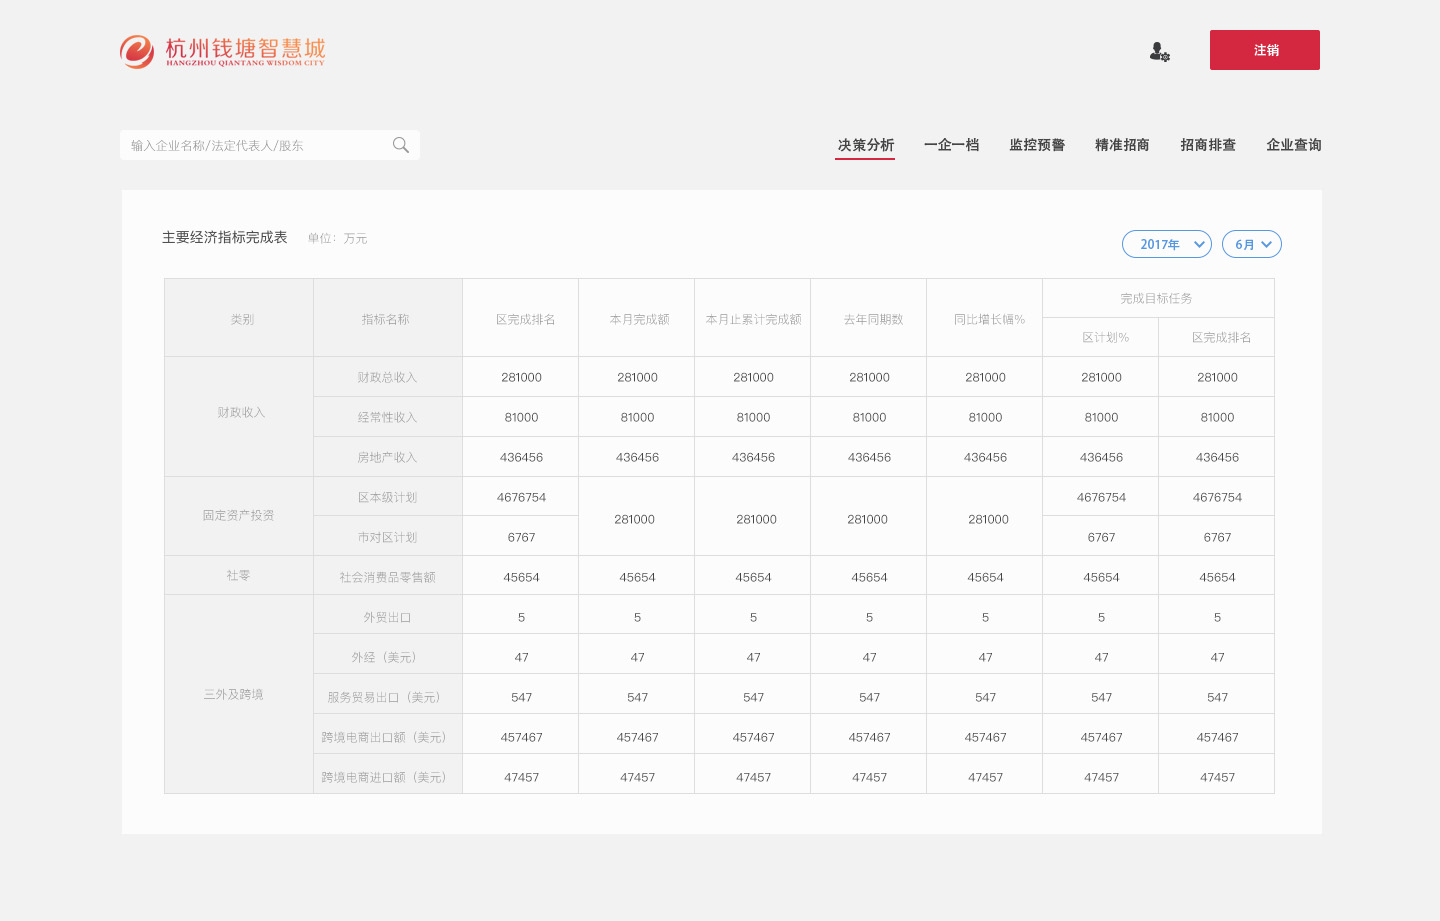 杭州钱塘智慧城
HANGZHOU QIANTANG WISDOM CITY
注销
输入企业名称/法定代表人/股东
决策分析 一企一档 监控预警 精准招商 招商排查 企业查询
主要经济指标完成表 单位：万元 2017年 6月
类别 指标名称 区完成排名 本月完成额 本月止累计完成额 去年同期数 同比增长幅% 完成目标任务
区计划% 区完成排名
财政收入
财政总收入 281000 281000 281000 281000 281000 281000 281000
经常性收入 81000 81000 81000 81000 81000 81000 81000
房地产收入 436456 436456 436456 436456 436456 436456 436456
固定资产投资
区本级计划 4676754 281000 281000 281000 281000 4676754 4676754
市对区计划 6767 6767 6767
社零
社会消费品零售额 45654 45654 45654 45654 45654 45654 45654
三外及跨境
外贸出口 5 5 5 5 5 5 5
外经（美元） 47 47 47 47 47 47 47
服务贸易出口（美元） 547 547 547 547 547 547 547
跨境电商出口额（美元） 457467 457467 457467 457467 457467 457467 457467
跨境电商进口额（美元） 47457 47457 47457 47457 47457 47457 47457